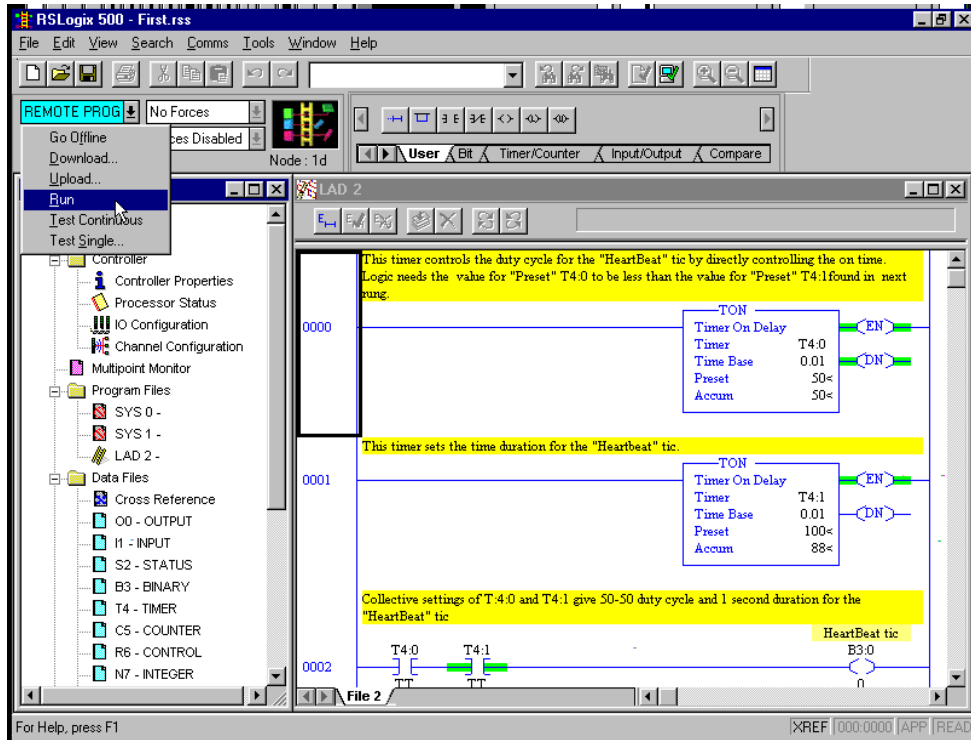 RSLogix 500 - First.rss
File Edit View Search Comms Tools Window Help
REMOTE PROG No Forces
ces Disabled
Node : 1d
Go Offline
Download...
Upload...
Run
Test Continuous
Test Single...
User Bit Timer/Counter Input/Output Compare
Controller
Controller Properties
Processor Status
IO Configuration
Channel Configuration
Multipoint Monitor
Program Files
SYS 0 -
SYS 1 -
LAD 2 -
Data Files
Cross Reference
O0 - OUTPUT
I1 - INPUT
S2 - STATUS
B3 - BINARY
T4 - TIMER
C5 - COUNTER
R6 - CONTROL
N7 - INTEGER
LAD 2
This timer controls the duty cycle for the "HeartBeat" tic by directly controlling the on time.
Logic needs the value for "Preset" T4:0 to be less than the value for "Preset" T4:1found in next
rung.
0000
TON
Timer On Delay
Timer T4:0
Time Base 0.01
Preset 50<
Accum 50<
EN
DN
This timer sets the time duration for the "Heartbeat" tic.
0001
TON
Timer On Delay
Timer T4:1
Time Base 0.01
Preset 100<
Accum 88<
EN
DN
Collective settings of T:4:0 and T4:1 give 50-50 duty cycle and 1 second duration for the
"HeartBeat" tic
HeartBeat tic
T4:0 T4:1 B3:0
0002
TT TT 0
File 2
For Help, press F1
XREF 000:0000 APP READ